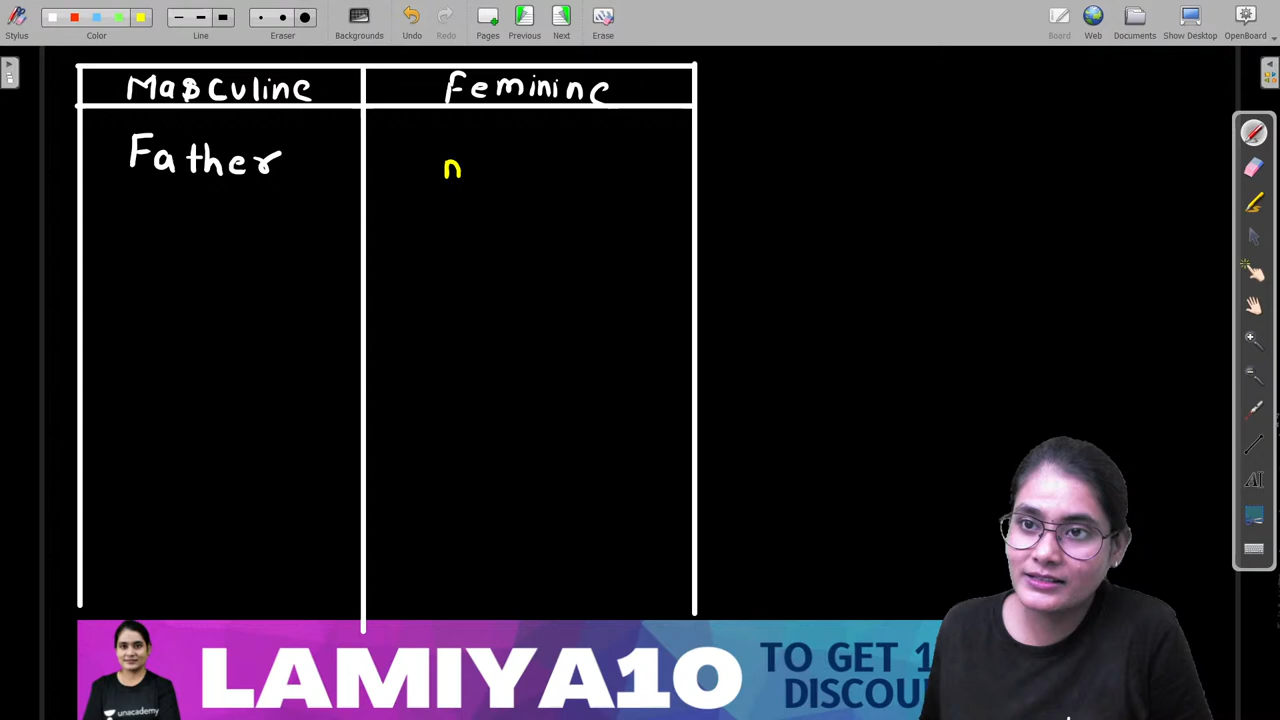 Stylus Color Line Eraser Backgrounds Undo Redo Pages Previous Next Erase Board Web Documents Show Desktop OpenBoard
Masculine Feminine
Father n
LAMIYA10
TO GET 1
DISCOU
unacademy